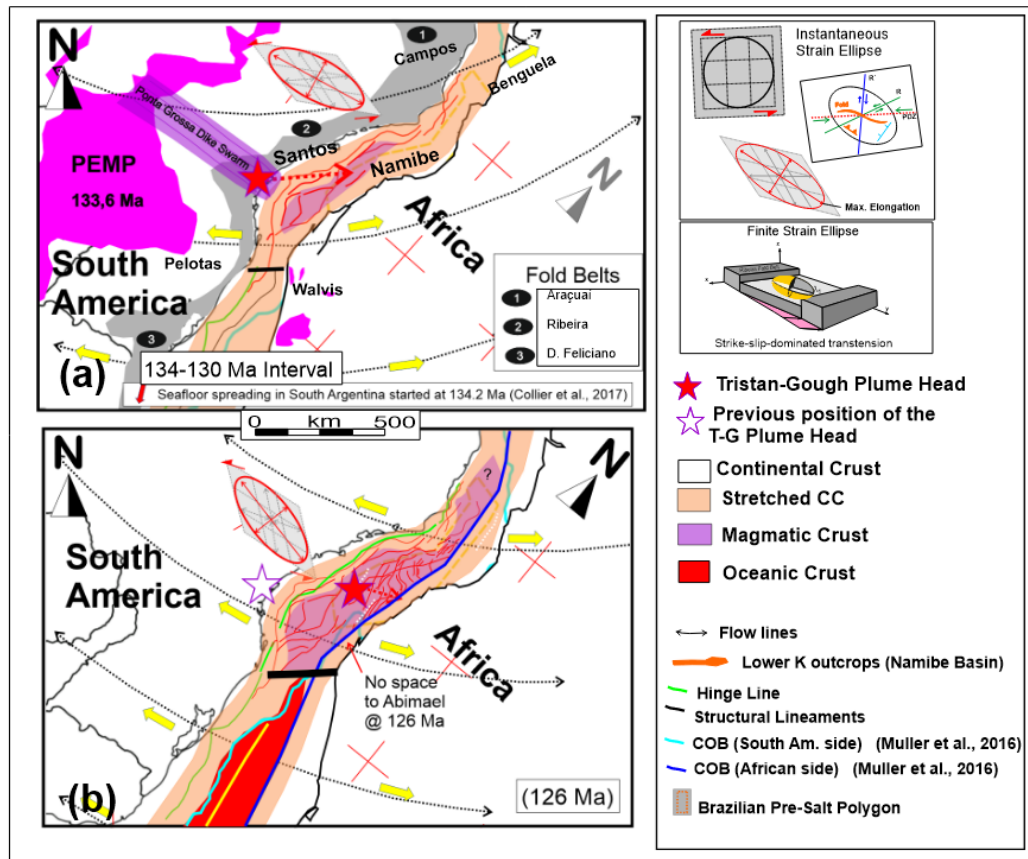 N
1
Campos
Benguela
Ponta Grossa Dike Swarm
2
Santos
PEMP
133,6 Ma
Namibe
N
Africa
South
America
Pelotas
Walvis
Fold Belts
1 Araçuaí
2 Ribeira
3 D. Feliciano
3
134-130 Ma Interval
(a)
Seafloor spreading in South Argentina started at 134.2 Ma (Collier et al., 2017)
0 km 500
N
N
?
South
America
Africa
No space
to Abimael
@ 126 Ma
(b)
(126 Ma)
Instantaneous
Strain Ellipse
R'
R
Fold
PDZ
Max. Elongation
Finite Strain Ellipse
z
x
y
Strike-slip-dominated transtension
Tristan-Gough Plume Head
Previous position of the
T-G Plume Head
Continental Crust
Stretched CC
Magmatic Crust
Oceanic Crust
Flow lines
Lower K outcrops (Namibe Basin)
Hinge Line
Structural Lineaments
COB (South Am. side) (Muller et al., 2016)
COB (African side) (Muller et al., 2016)
Brazilian Pre-Salt Polygon